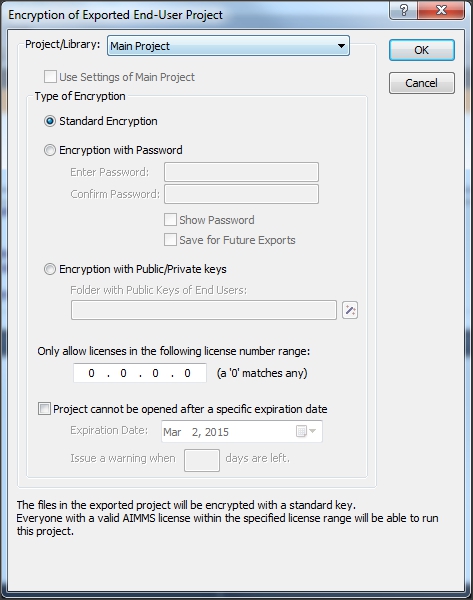 Encryption of Exported End-User Project
Project/Library: Main Project
OK
Use Settings of Main Project
Cancel
Type of Encryption
Standard Encryption
Encryption with Password
Enter Password:
Confirm Password:
Show Password
Save for Future Exports
Encryption with Public/Private keys
Folder with Public Keys of End Users:
Only allow licenses in the following license number range:
0 . 0 . 0 . 0 (a '0' matches any)
Project cannot be opened after a specific expiration date
Expiration Date: Mar 2, 2015
Issue a warning when days are left.
The files in the exported project will be encrypted with a standard key.
Everyone with a valid AIMMS license within the specified license range will be able to run
this project.